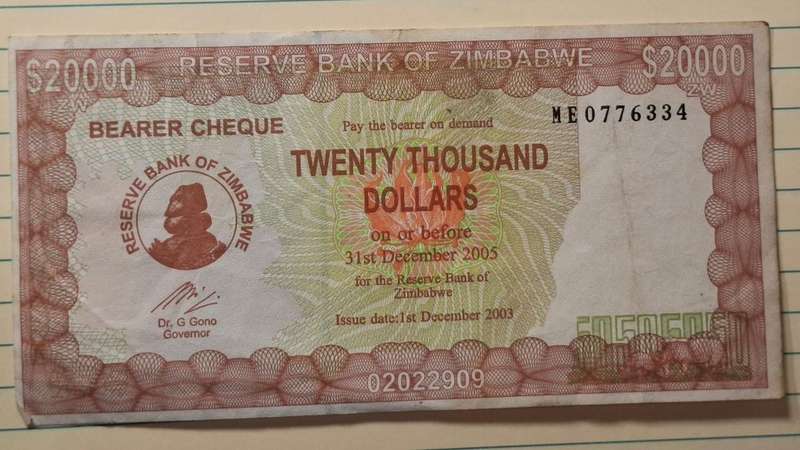 $20000
ZW
RESERVE BANK OF ZIMBABWE
$20000
ZW
BEARER CHEQUE
Pay the bearer on demand
ME0776334
TWENTY THOUSAND
DOLLARS
RESERVE BANK OF ZIMBABWE
on or before
31st December 2005
for the Reserve Bank of
Zimbabwe
Dr. G Gono
Governor
Issue date:1st December 2003
02022909